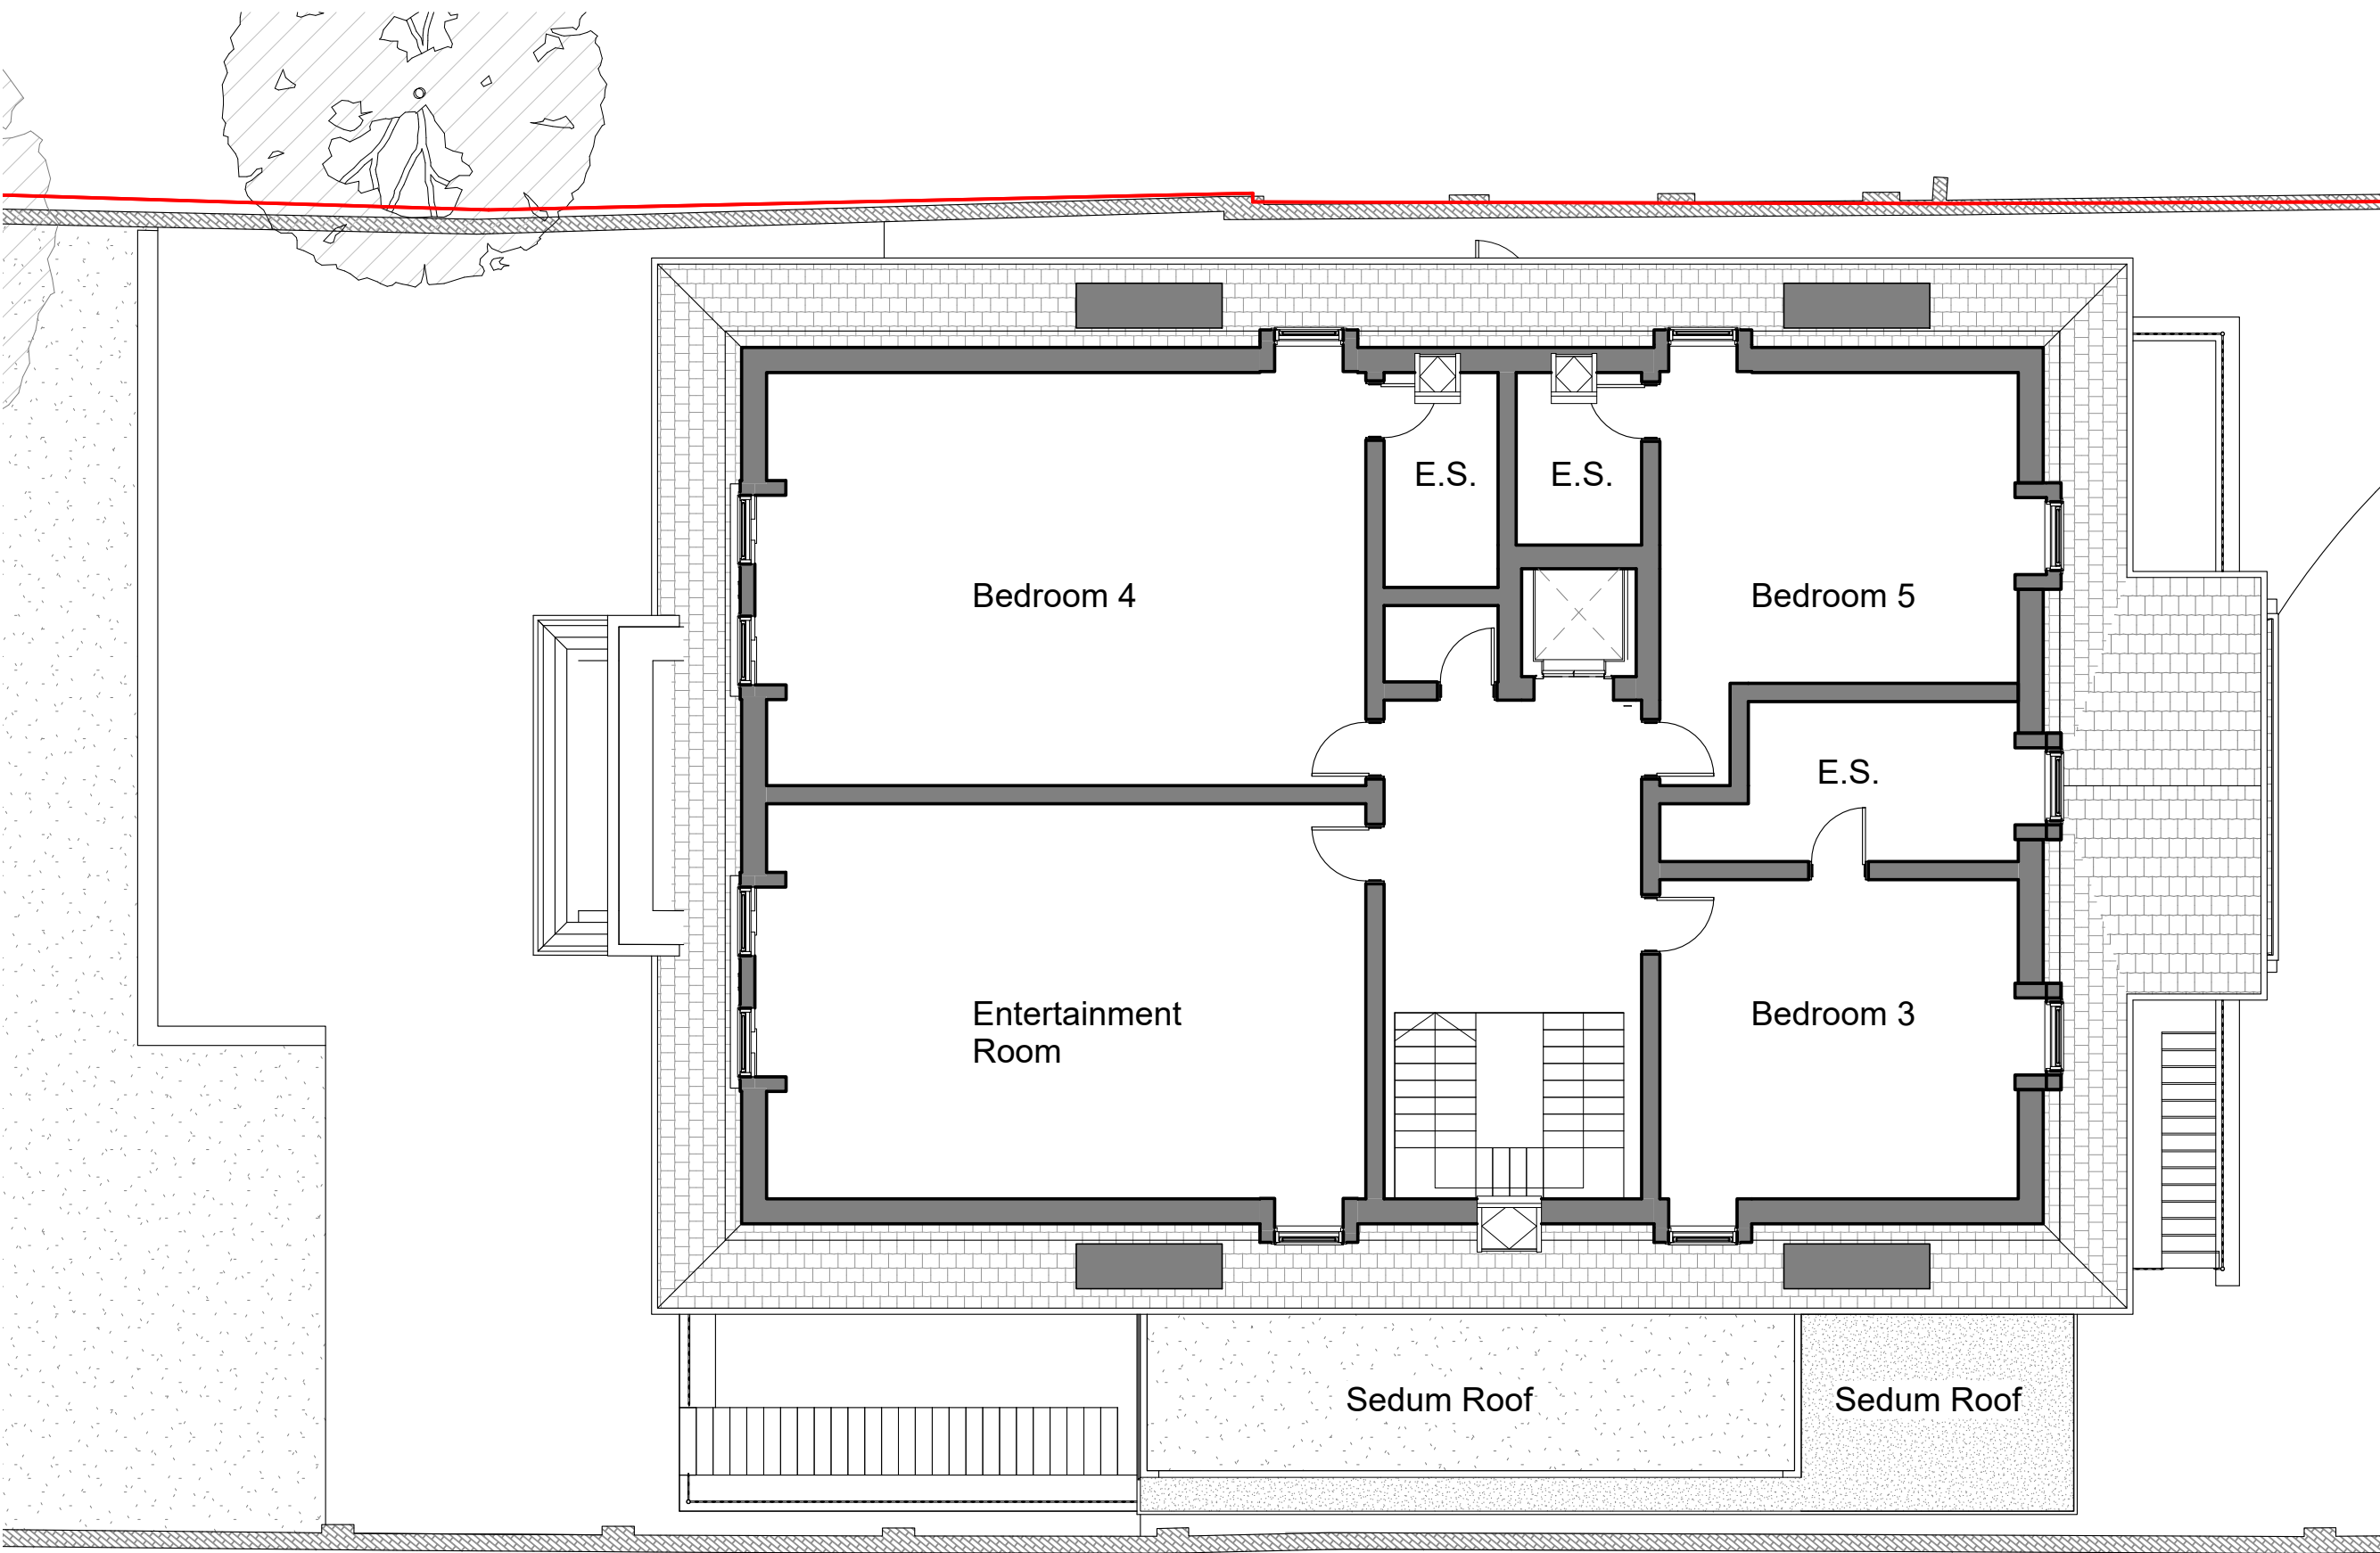 E.S.
E.S.
Bedroom 4
Bedroom 5
E.S.
Entertainment
Room
Bedroom 3
Sedum Roof
Sedum Roof